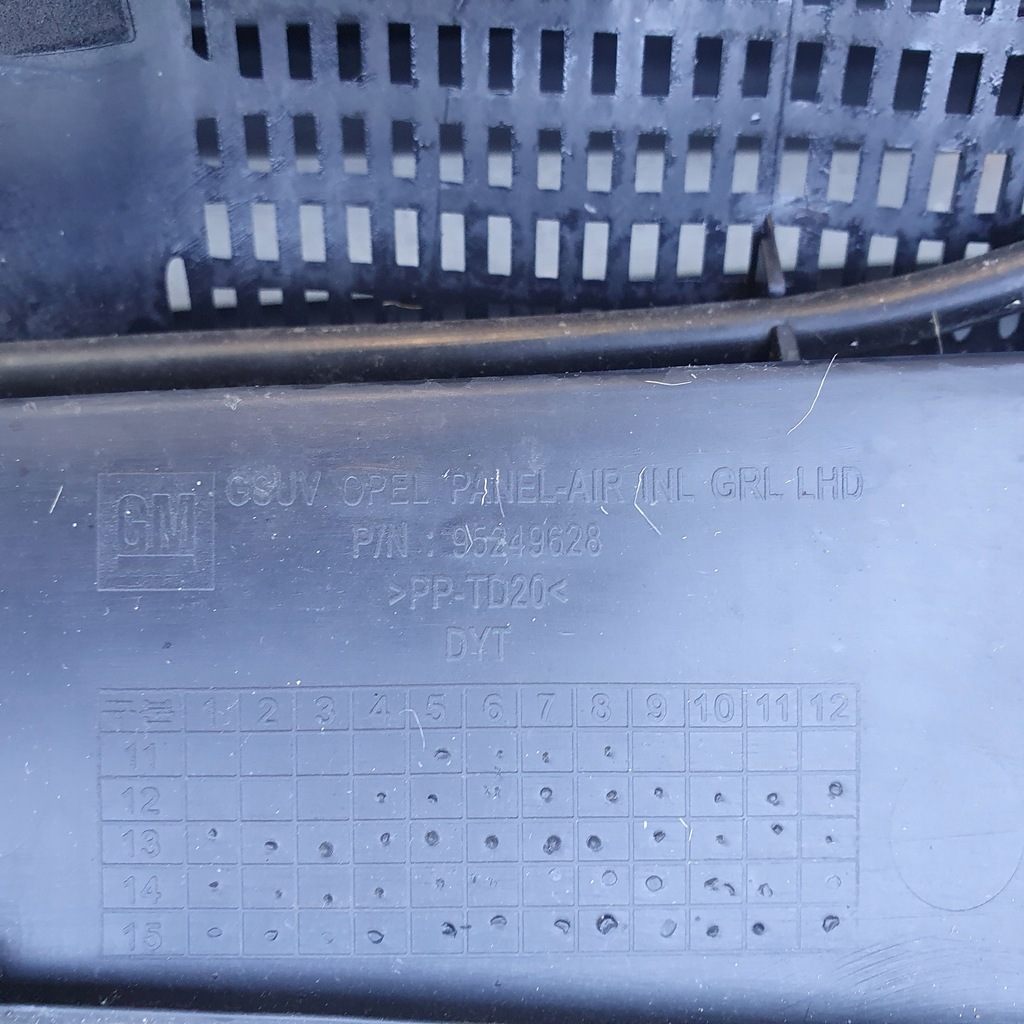 GM
GSUV OPEL PANEL-AIR INL GRL LHD
P/N : 95249628
>PP-TD20<
DYT
1 2 3 4 5 6 7 8 9 10 11 12
11
12
13
14
15